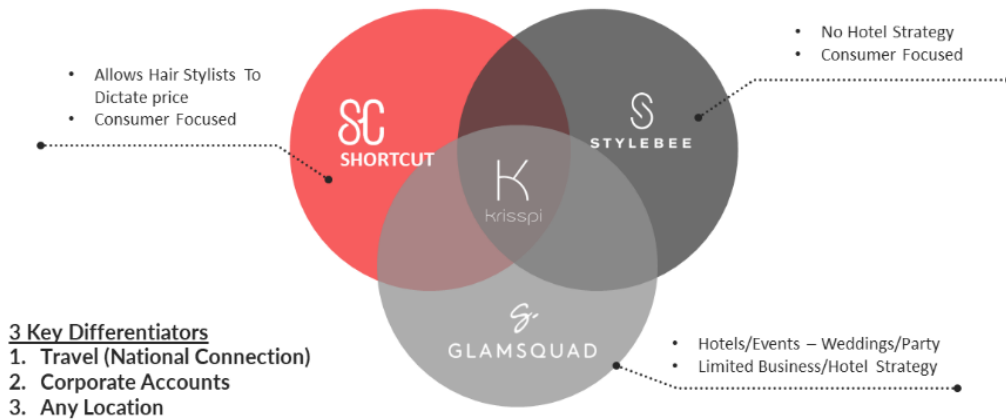 • No Hotel Strategy
• Consumer Focused
• Allows Hair Stylists To
Dictate price
• Consumer Focused
SC
SHORTCUT
S
STYLEBEE
K
krisspi
s.
GLAMSQUAD
3 Key Differentiators
1. Travel (National Connection)
2. Corporate Accounts
3. Any Location
• Hotels/Events – Weddings/Party
• Limited Business/Hotel Strategy